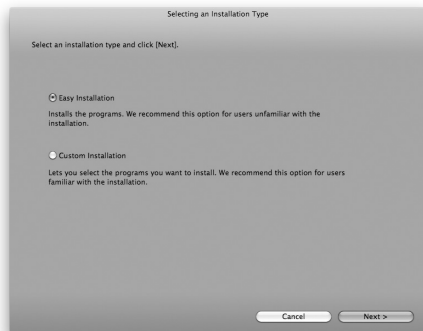 Selecting an Installation Type
Select an installation type and click [Next].
Easy Installation
Installs the programs. We recommend this option for users unfamiliar with the
installation.
Custom Installation
Lets you select the programs you want to install. We recommend this option for users
familiar with the installation.
Cancel
Next >